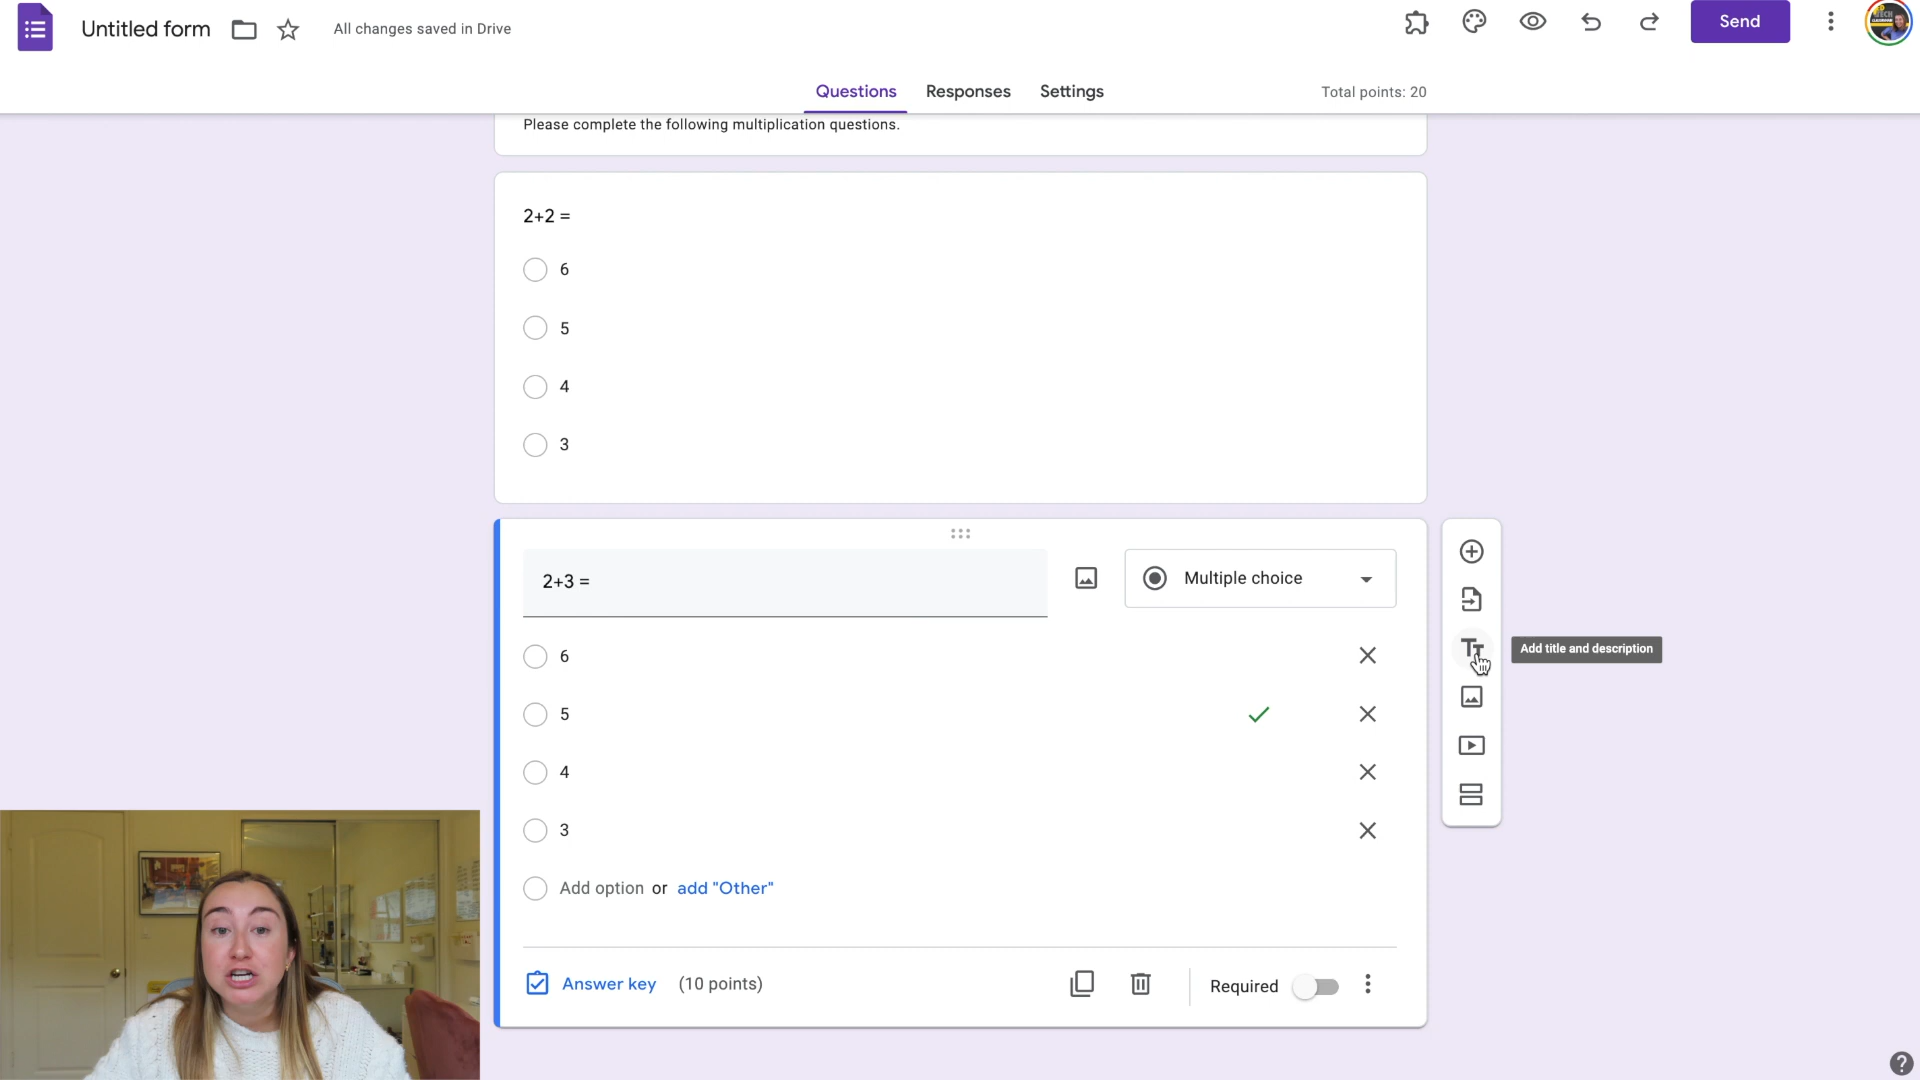 Untitled form
All changes saved in Drive
Send
Questions
Responses
Settings
Total points: 20
Please complete the following multiplication questions.
2+2 =
6
5
4
3
2+3 =
Multiple choice
6
Add title and description
5
4
3
Add option or add "Other"
Answer key (10 points)
Required